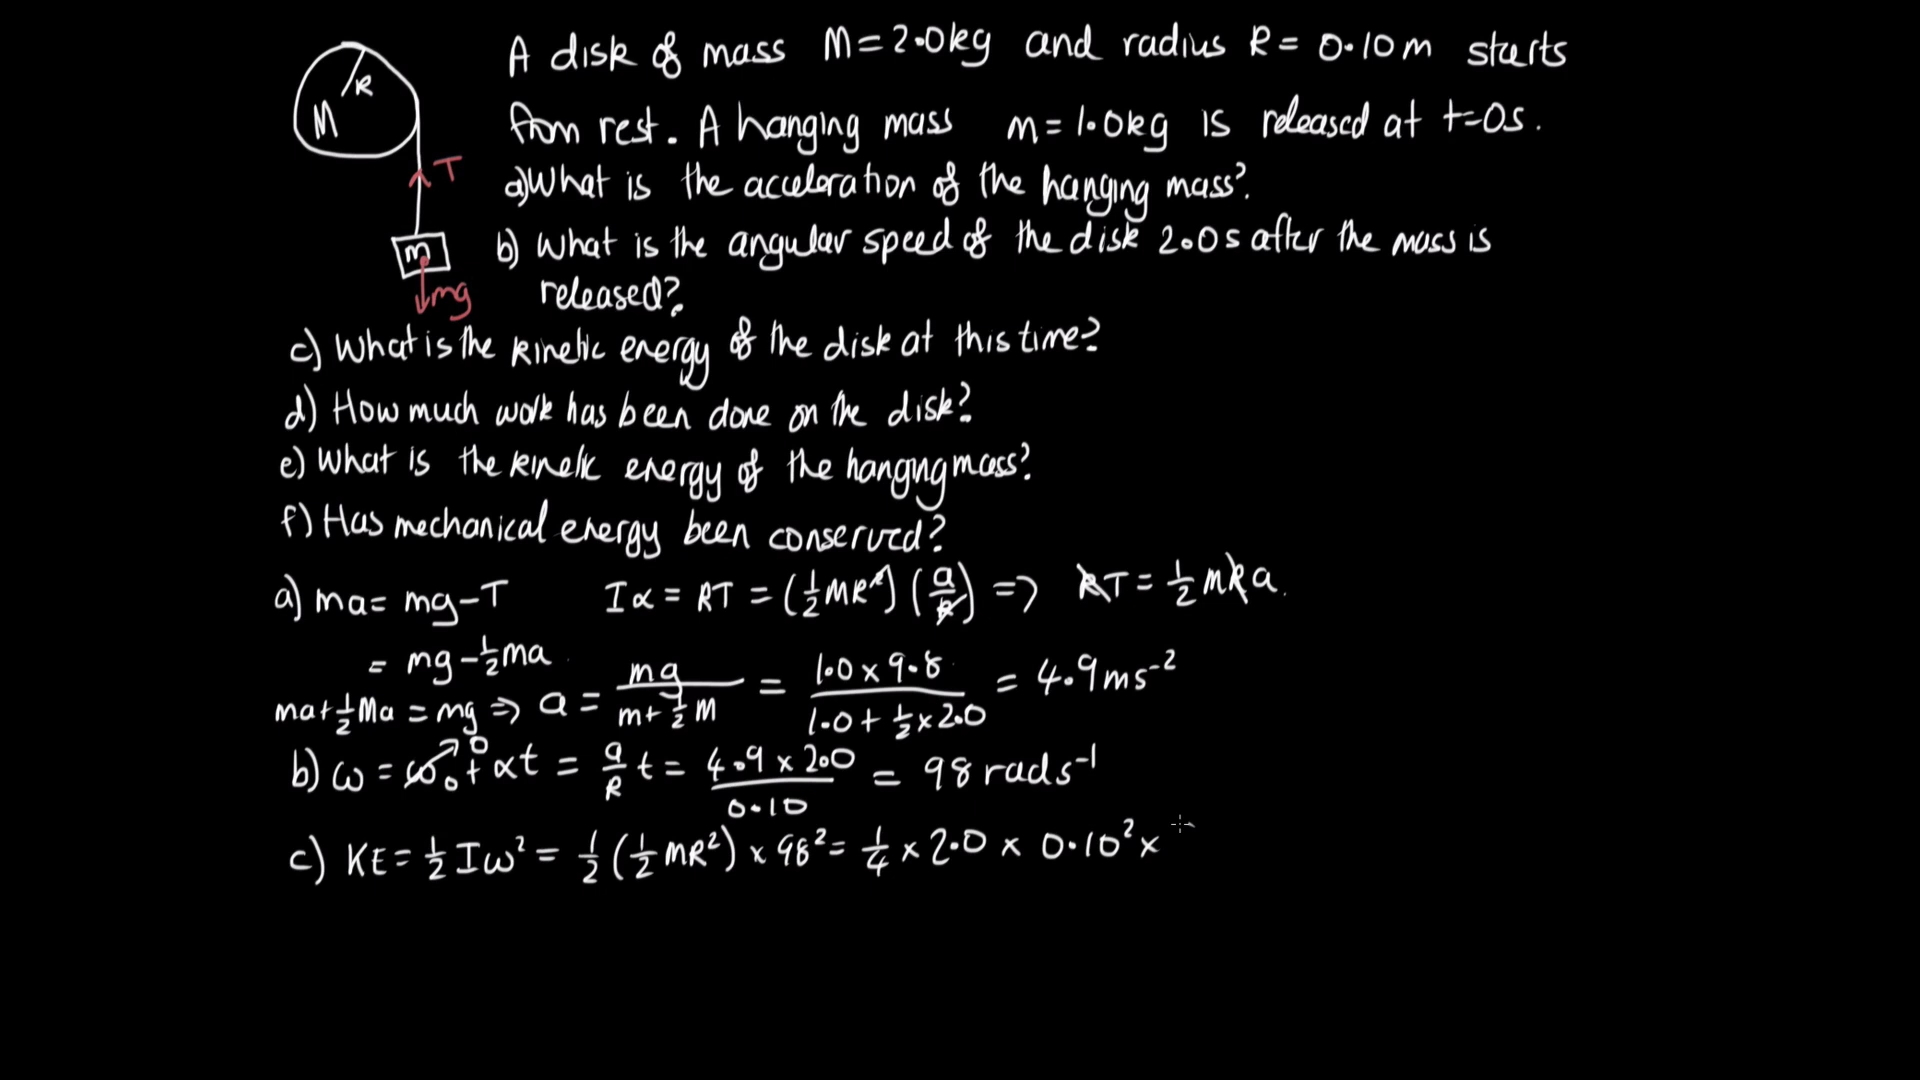 M R
T
m
mg
A disk of mass M=2.0kg and radius R= 0.10m starts
from rest. A hanging mass m=1.0kg is released at t=0s.
a)What is the acceleration of the hanging mass?
b) What is the angular speed of the disk 2.0s after the mass is
released?
c) What is the kinetic energy of the disk at this time?
d) How much work has been done on the disk?
e) What is the kinetic energy of the hanging mass?
f) Has mechanical energy been conserved?
a) ma= mg-T Iα = RT = (½MR²)(a/R) => RT = ½MRa.
= mg-½Ma
ma+½Ma = mg => a = mg/(m+½M) = (1.0×9.8)/(1.0+½×2.0) = 4.9ms⁻²
b) ω = ω₀ 0 + αt = a/R t = (4.9×2.0)/0.10 = 98 rads⁻¹
c) KE = ½Iω² = ½(½MR²)×98² = ¼×2.0×0.10²×